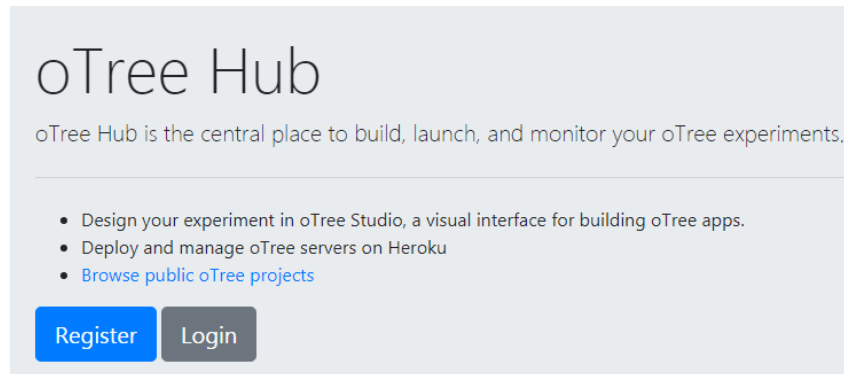 oTree Hub
oTree Hub is the central place to build, launch, and monitor your oTree experiments.
• Design your experiment in oTree Studio, a visual interface for building oTree apps.
• Deploy and manage oTree servers on Heroku
• Browse public oTree projects
Register Login